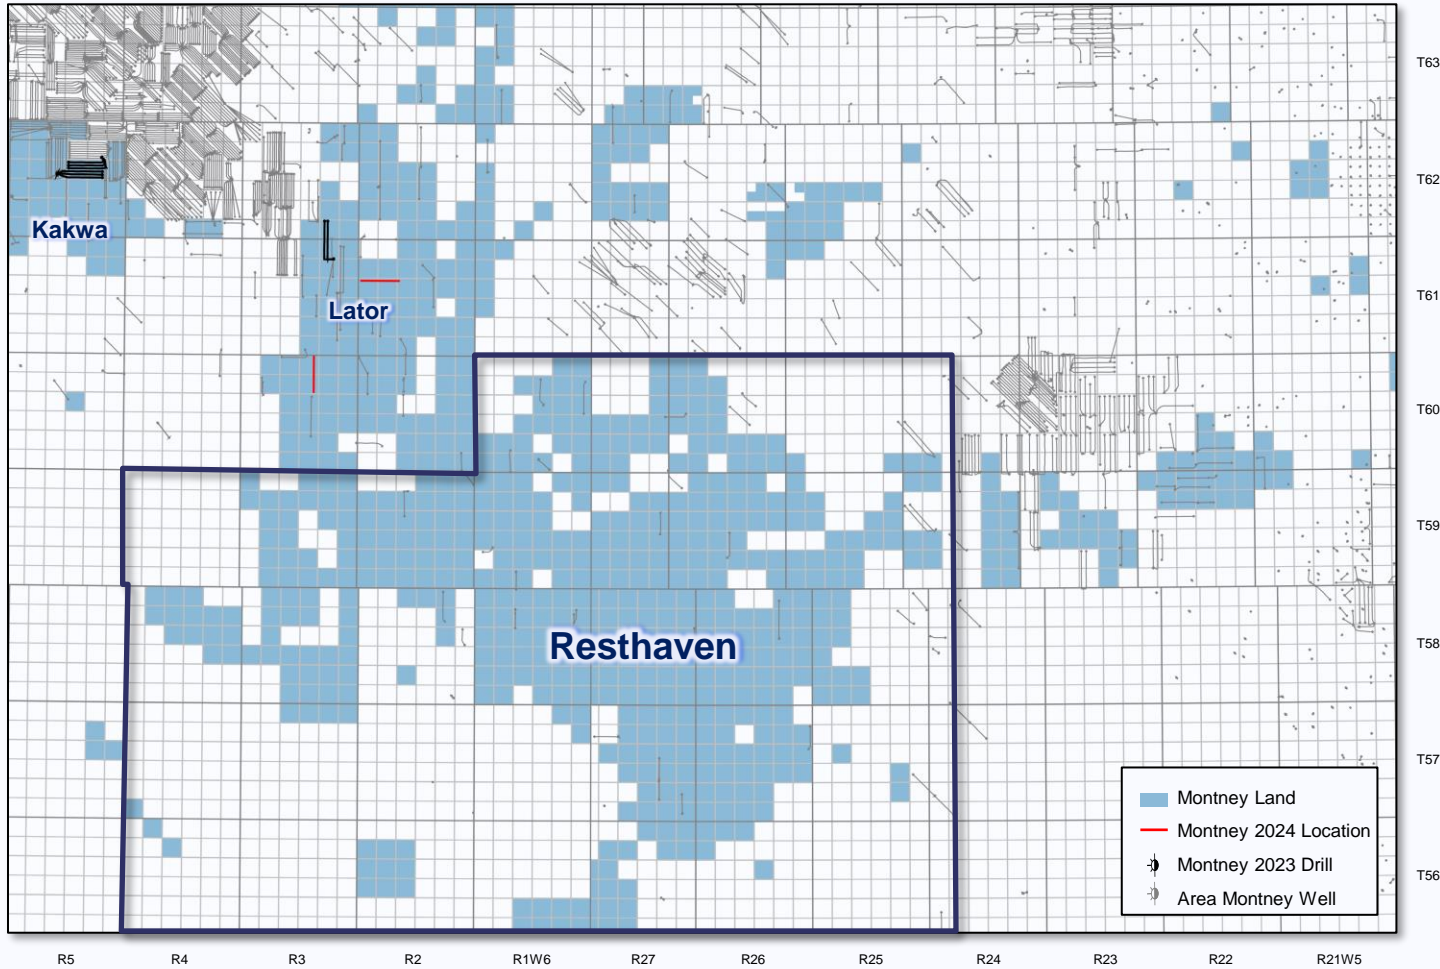 T63
T62
Kakwa
T61
Lator
T60
T59
Resthaven
T58
T57
Montney Land
Montney 2024 Location
Montney 2023 Drill
Area Montney Well
T56
R5 R4 R3 R2 R1W6 R27 R26 R25 R24 R23 R22 R21W5